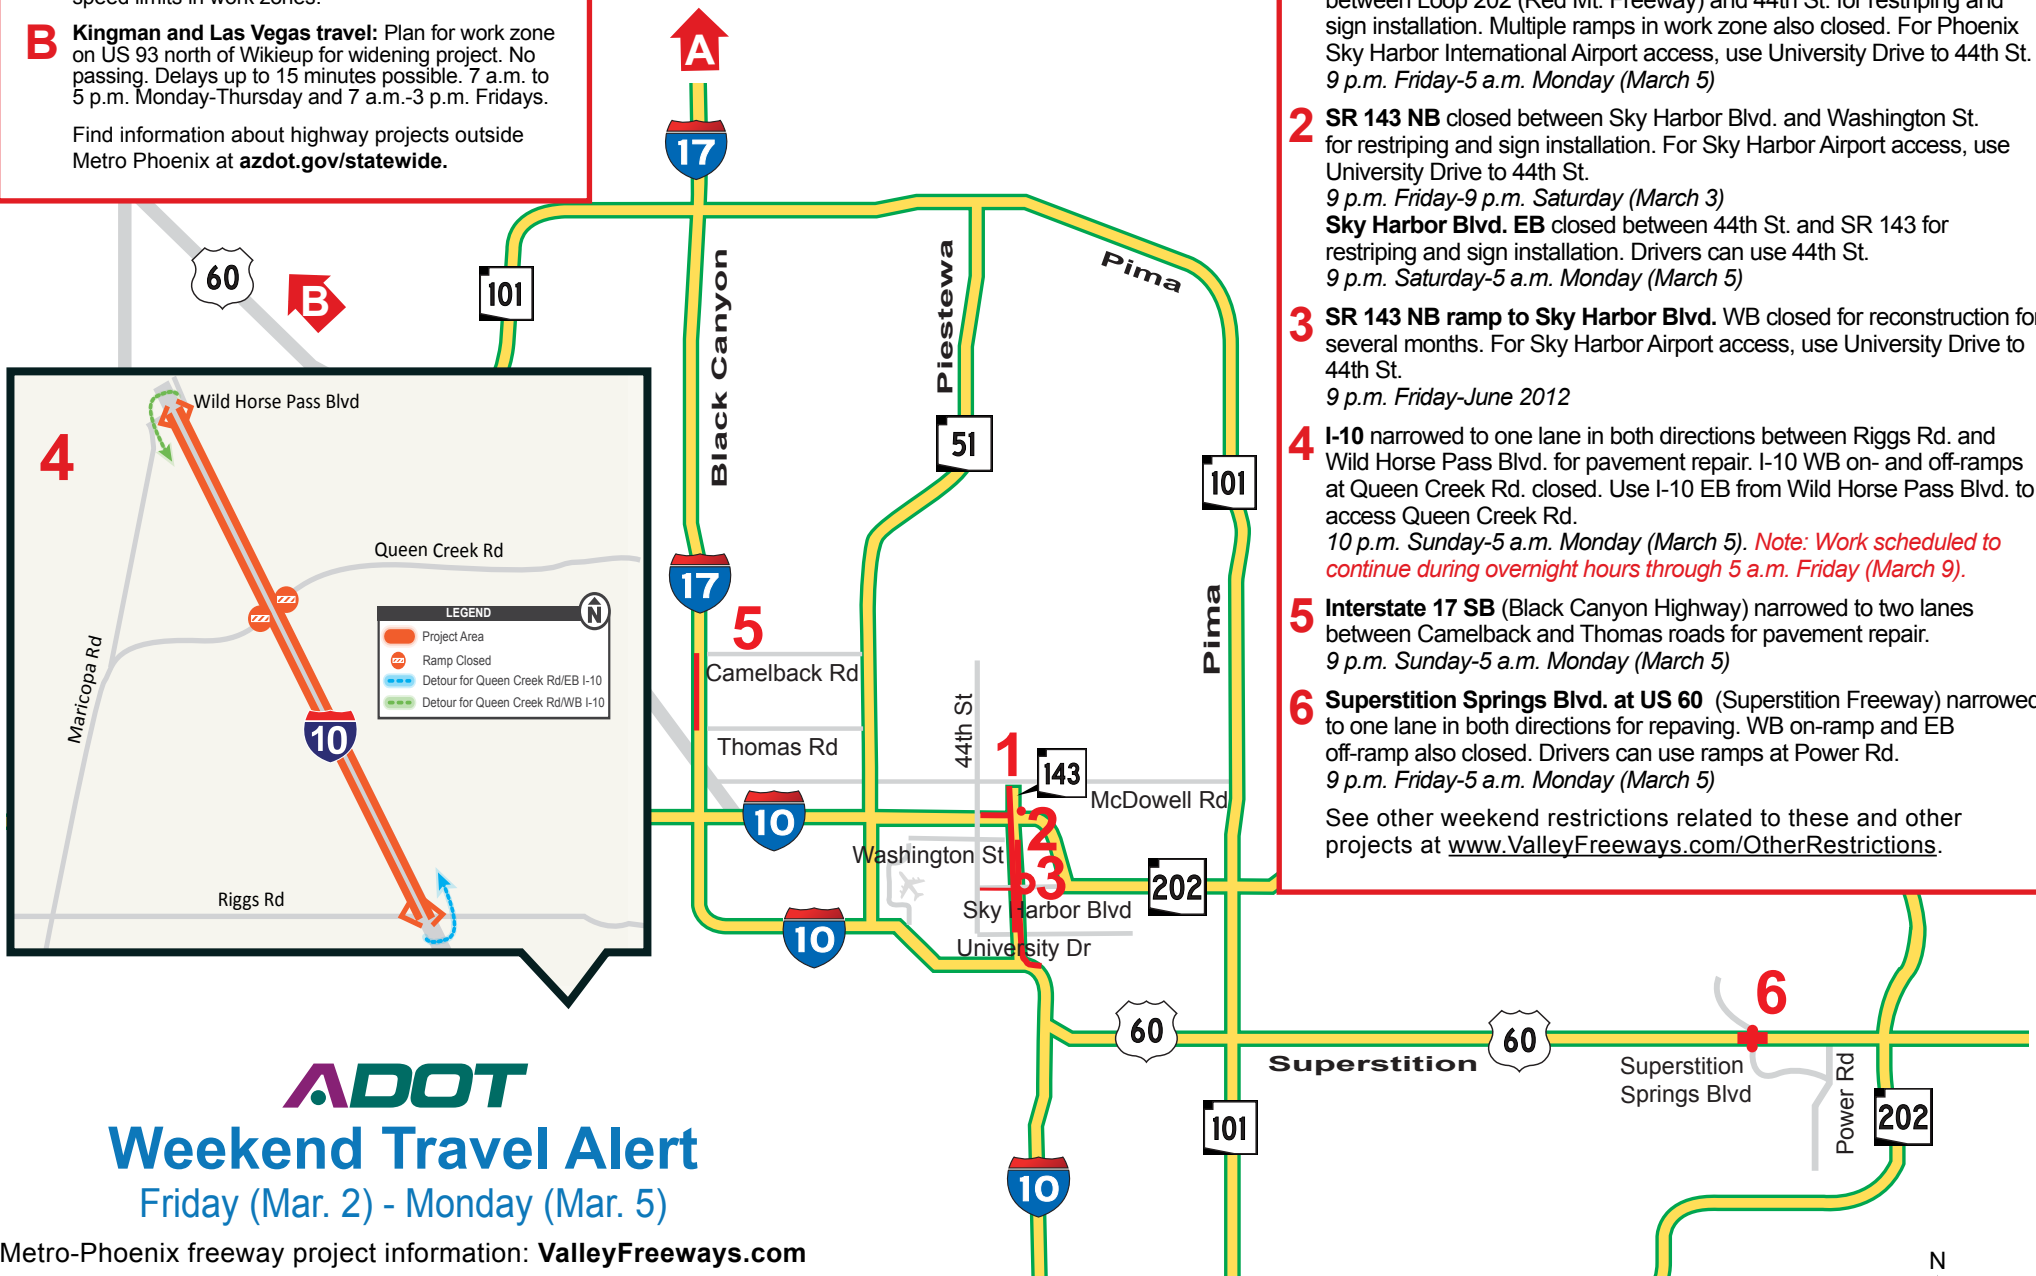 speed limits in work zones.
B Kingman and Las Vegas travel: Plan for work zone
on US 93 north of Wikieup for widening project. No
passing. Delays up to 15 minutes possible. 7 a.m. to
5 p.m. Monday-Thursday and 7 a.m.-3 p.m. Fridays.
Find information about highway projects outside
Metro Phoenix at azdot.gov/statewide.
between Loop 202 (Red Mt. Freeway) and 44th St. for restriping and
sign installation. Multiple ramps in work zone also closed. For Phoenix
Sky Harbor International Airport access, use University Drive to 44th St.
9 p.m. Friday-5 a.m. Monday (March 5)
2 SR 143 NB closed between Sky Harbor Blvd. and Washington St.
for restriping and sign installation. For Sky Harbor Airport access, use
University Drive to 44th St.
9 p.m. Friday-9 p.m. Saturday (March 3)
Sky Harbor Blvd. EB closed between 44th St. and SR 143 for
restriping and sign installation. Drivers can use 44th St.
9 p.m. Saturday-5 a.m. Monday (March 5)
3 SR 143 NB ramp to Sky Harbor Blvd. WB closed for reconstruction for
several months. For Sky Harbor Airport access, use University Drive to
44th St.
9 p.m. Friday-June 2012
4 I-10 narrowed to one lane in both directions between Riggs Rd. and
Wild Horse Pass Blvd. for pavement repair. I-10 WB on- and off-ramps
at Queen Creek Rd. closed. Use I-10 EB from Wild Horse Pass Blvd. to
access Queen Creek Rd.
10 p.m. Sunday-5 a.m. Monday (March 5). Note: Work scheduled to
continue during overnight hours through 5 a.m. Friday (March 9).
5 Interstate 17 SB (Black Canyon Highway) narrowed to two lanes
between Camelback and Thomas roads for pavement repair.
9 p.m. Sunday-5 a.m. Monday (March 5)
6 Superstition Springs Blvd. at US 60 (Superstition Freeway) narrowed
to one lane in both directions for repaving. WB on-ramp and EB
off-ramp also closed. Drivers can use ramps at Power Rd.
9 p.m. Friday-5 a.m. Monday (March 5)
See other weekend restrictions related to these and other
projects at www.ValleyFreeways.com/OtherRestrictions.
A
17
60
B
101
Black Canyon
Piestewa
Pima
51
101
Pima
17
5
Camelback Rd
Thomas Rd
44th St
1
143
McDowell Rd
10
2
Washington St
3
202
Sky Harbor Blvd
10
University Dr
60
Superstition
60
6
Superstition
Springs Blvd
Power Rd
202
101
10
4
Wild Horse Pass Blvd
Queen Creek Rd
Maricopa Rd
LEGEND
N
Project Area
Ramp Closed
Detour for Queen Creek Rd/EB I-10
Detour for Queen Creek Rd/WB I-10
10
Riggs Rd
ADOT
Weekend Travel Alert
Friday (Mar. 2) - Monday (Mar. 5)
Metro-Phoenix freeway project information: ValleyFreeways.com
N